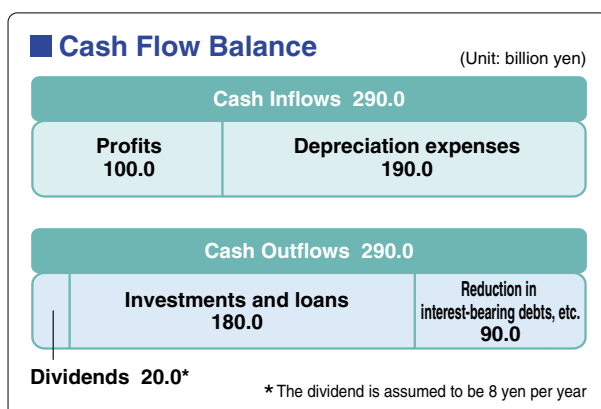 Cash Flow Balance
(Unit: billion yen)
Cash Inflows 290.0
Profits
100.0
Depreciation expenses
190.0
Cash Outflows 290.0
Investments and loans
180.0
Reduction in
interest-bearing debts, etc.
90.0
Dividends 20.0*
* The dividend is assumed to be 8 yen per year